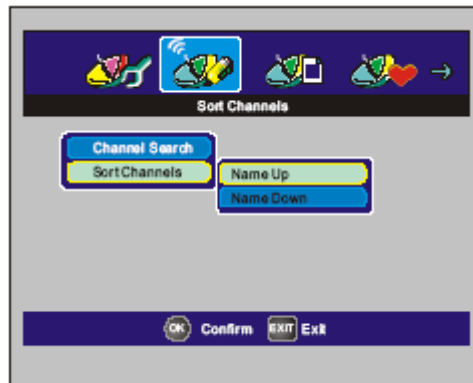 Sort Channels
Channel Search
Sort Channels
Name Up
Name Down
OK Confirm EXIT Exit